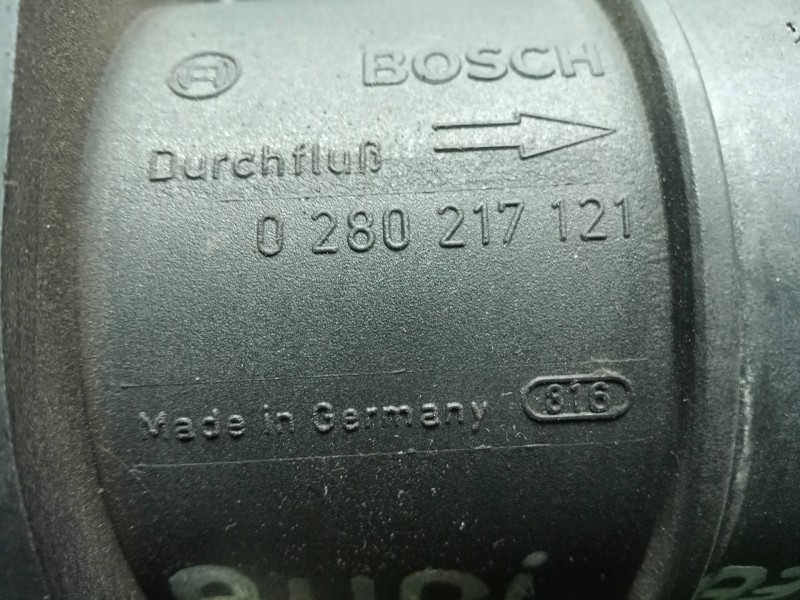 BOSCH
Durchfluß
0 280 217 121
Made in Germany 816